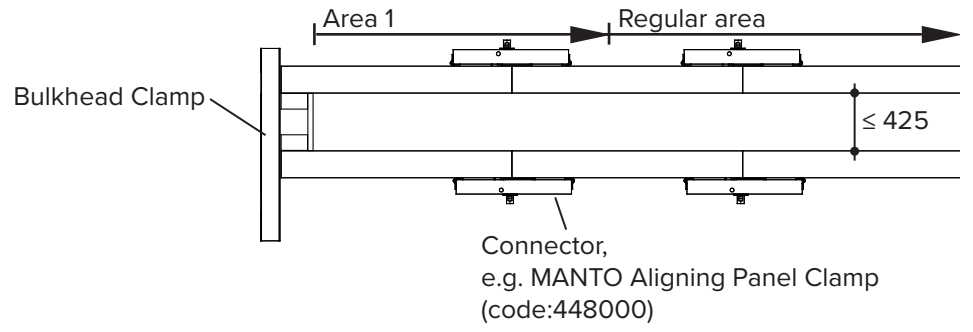 Area 1
Regular area
Bulkhead Clamp
≤ 425
Connector,
e.g. MANTO Aligning Panel Clamp
(code:448000)